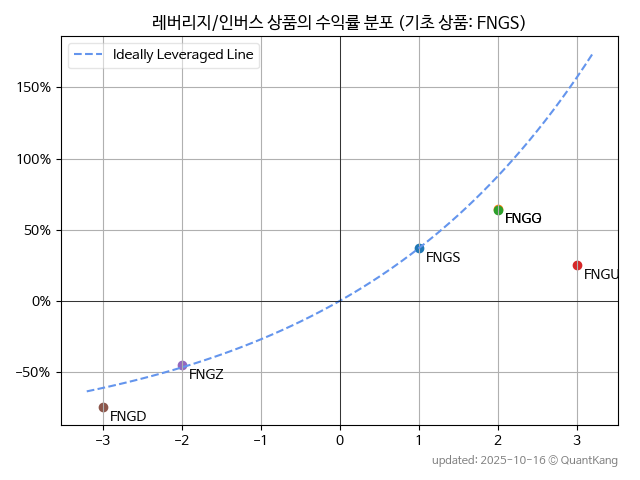 레버리지/인버스 상품의 수익률 분포 (기초 상품: FNGS)
Ideally Leveraged Line
150%
100%
50%
0%
−50%
FNGS
FNGU
FNGZ
FNGD
−3 −2 −1 0 1 2 3
updated: 2025-10-16 © QuantKang